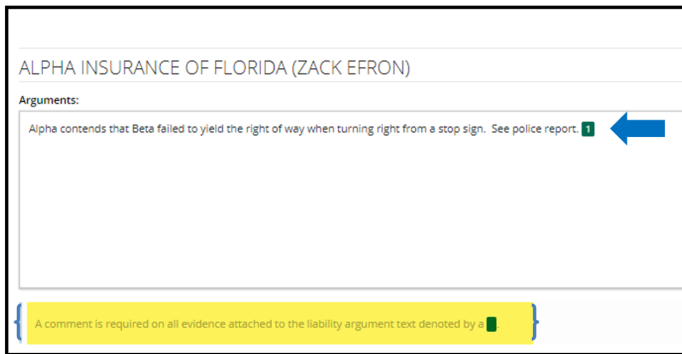 ALPHA INSURANCE OF FLORIDA (ZACK EFRON)
Arguments:
Alpha contends that Beta failed to yield the right of way when turning right from a stop sign.  See police report. 1
A comment is required on all evidence attached to the liability argument text denoted by a .